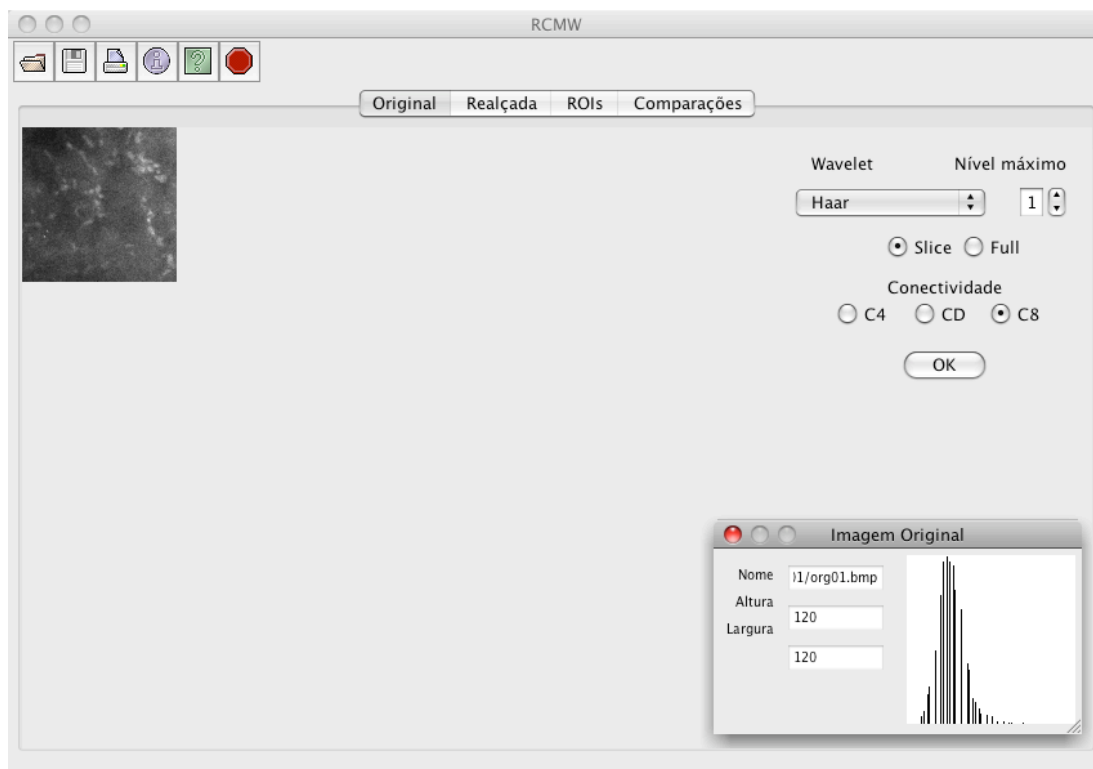 RCMW
Original Realçada ROIs Comparações
Wavelet Nível máximo
Haar 1
Slice Full
Conectividade
C4 CD C8
OK
Imagem Original
Nome 1/org01.bmp
Altura 120
Largura
120